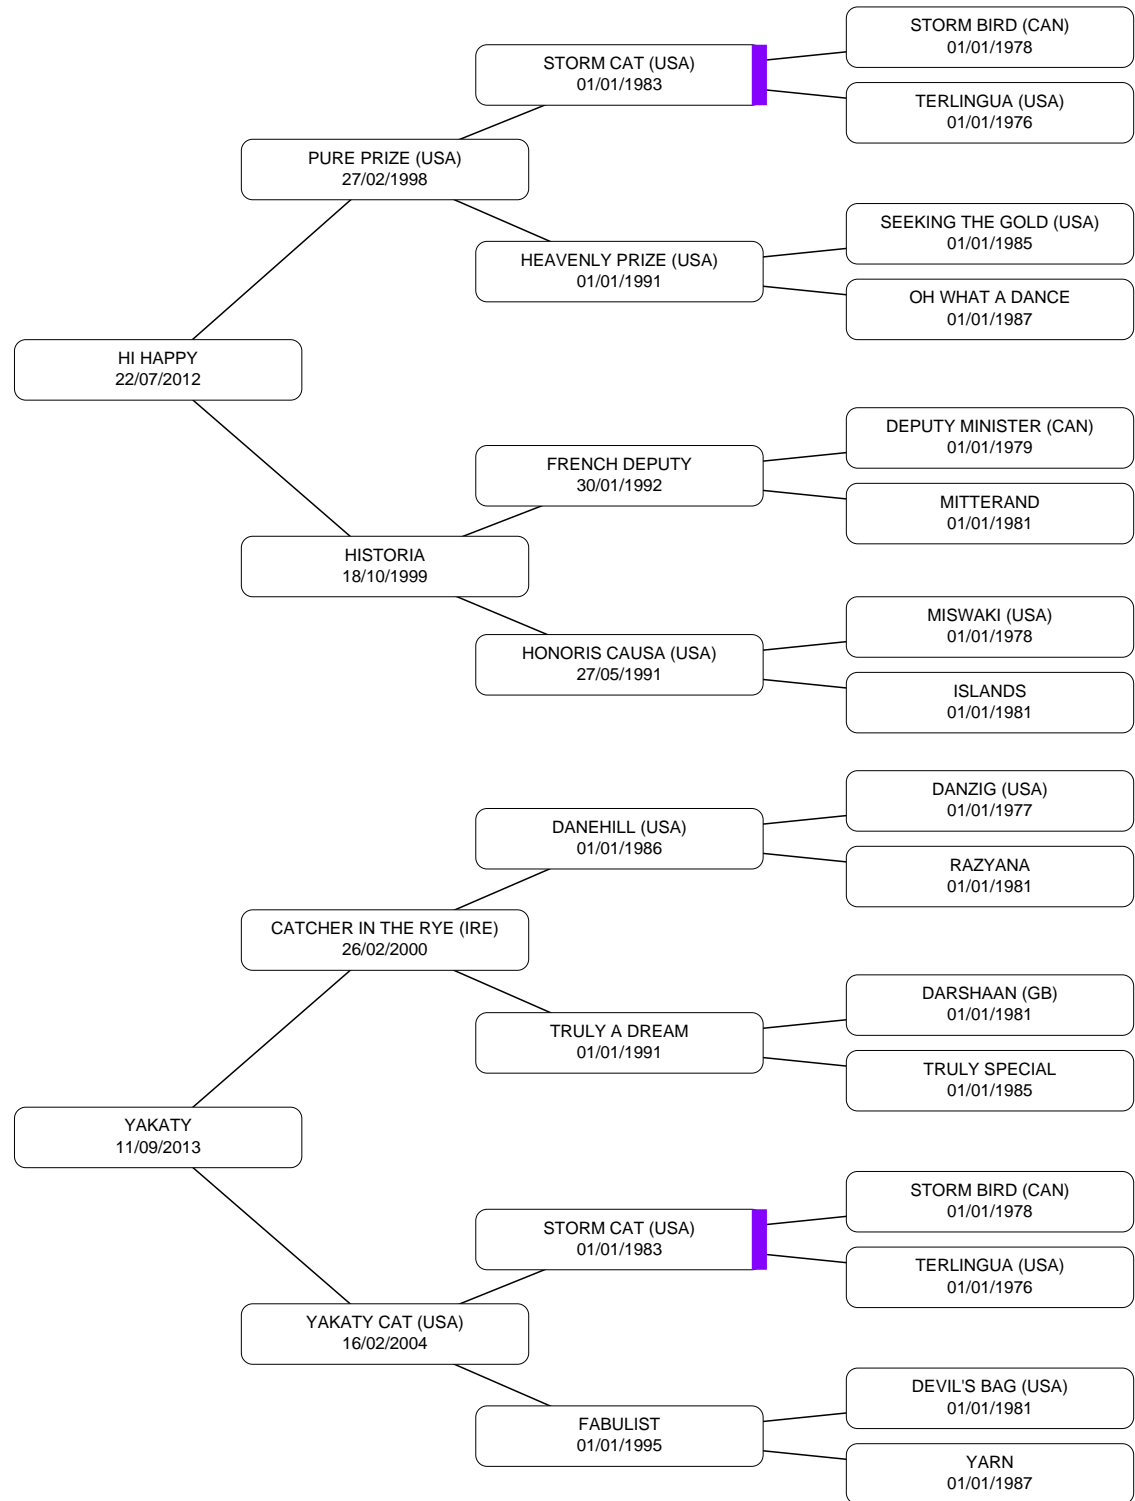 STORM BIRD (CAN)
01/01/1978
STORM CAT (USA)
01/01/1983
TERLINGUA (USA)
01/01/1976
PURE PRIZE (USA)
27/02/1998
SEEKING THE GOLD (USA)
01/01/1985
HEAVENLY PRIZE (USA)
01/01/1991
OH WHAT A DANCE
01/01/1987
HI HAPPY
22/07/2012
DEPUTY MINISTER (CAN)
01/01/1979
FRENCH DEPUTY
30/01/1992
MITTERAND
01/01/1981
HISTORIA
18/10/1999
MISWAKI (USA)
01/01/1978
HONORIS CAUSA (USA)
27/05/1991
ISLANDS
01/01/1981
DANZIG (USA)
01/01/1977
DANEHILL (USA)
01/01/1986
RAZYANA
01/01/1981
CATCHER IN THE RYE (IRE)
26/02/2000
DARSHAAN (GB)
01/01/1981
TRULY A DREAM
01/01/1991
TRULY SPECIAL
01/01/1985
YAKATY
11/09/2013
STORM BIRD (CAN)
01/01/1978
STORM CAT (USA)
01/01/1983
TERLINGUA (USA)
01/01/1976
YAKATY CAT (USA)
16/02/2004
DEVIL'S BAG (USA)
01/01/1981
FABULIST
01/01/1995
YARN
01/01/1987